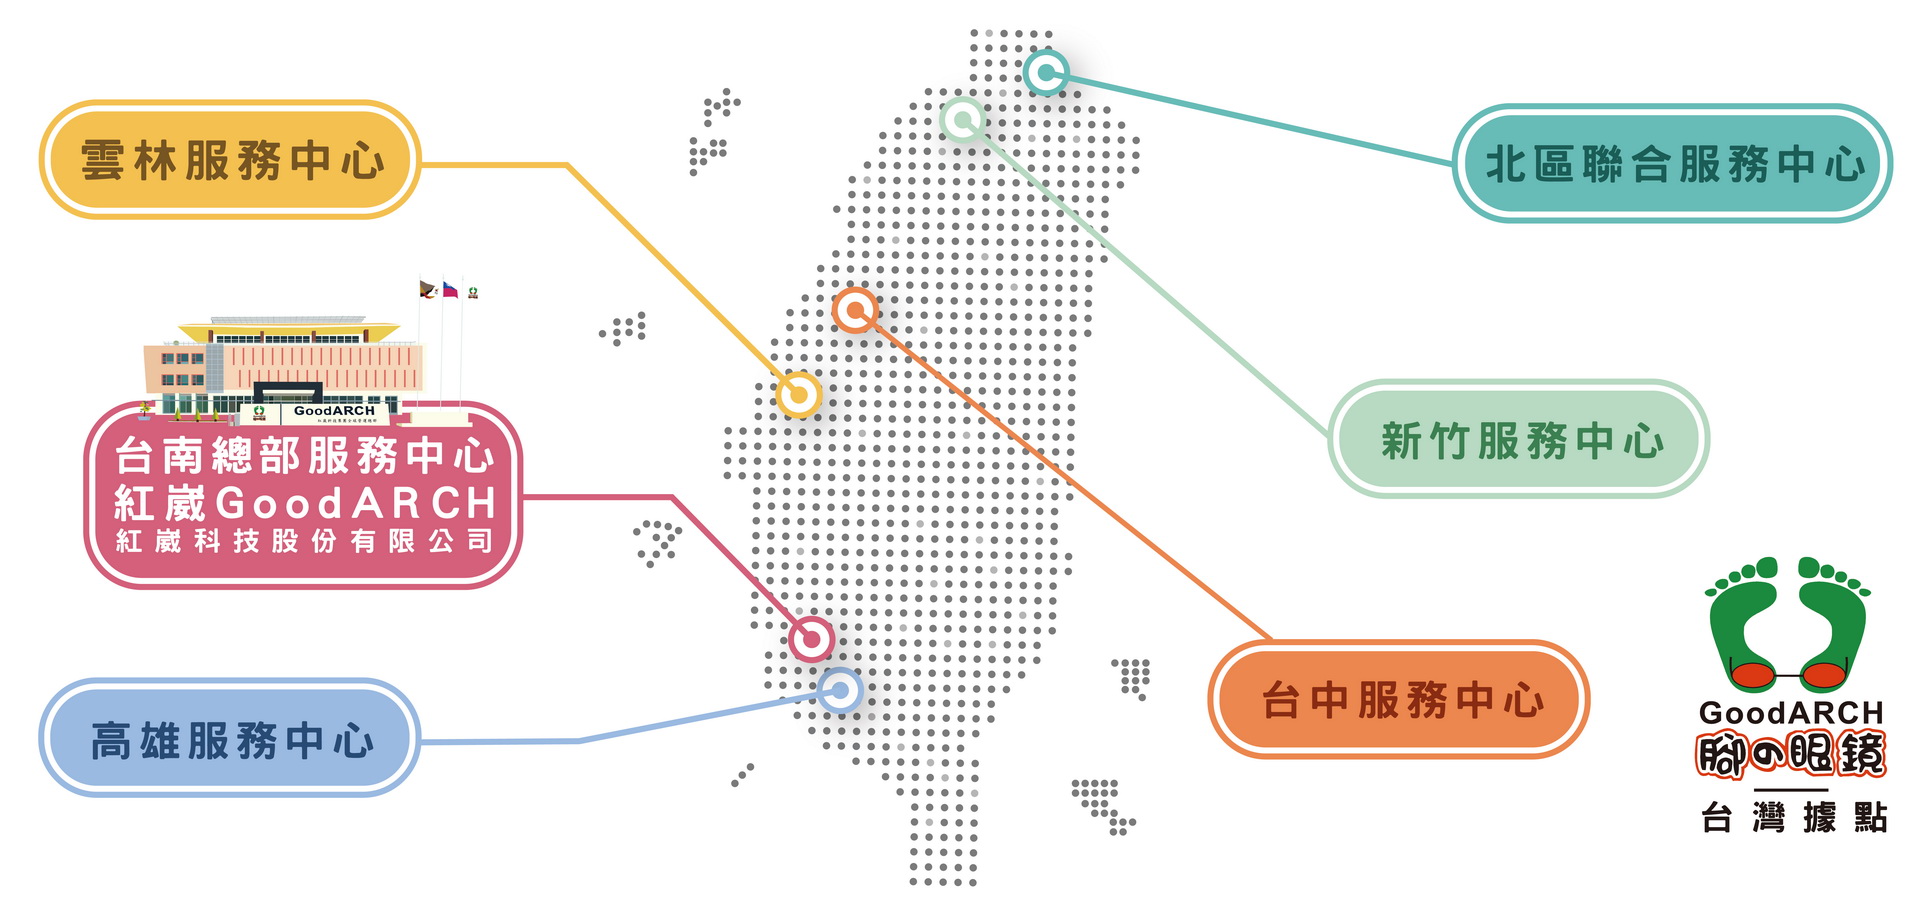 雲林服務中心
北區聯合服務中心
GoodARCH
台南總部服務中心
紅崴GoodARCH
紅崴科技股份有限公司
新竹服務中心
高雄服務中心
台中服務中心
GoodARCH
腳の眼鏡
台灣據點